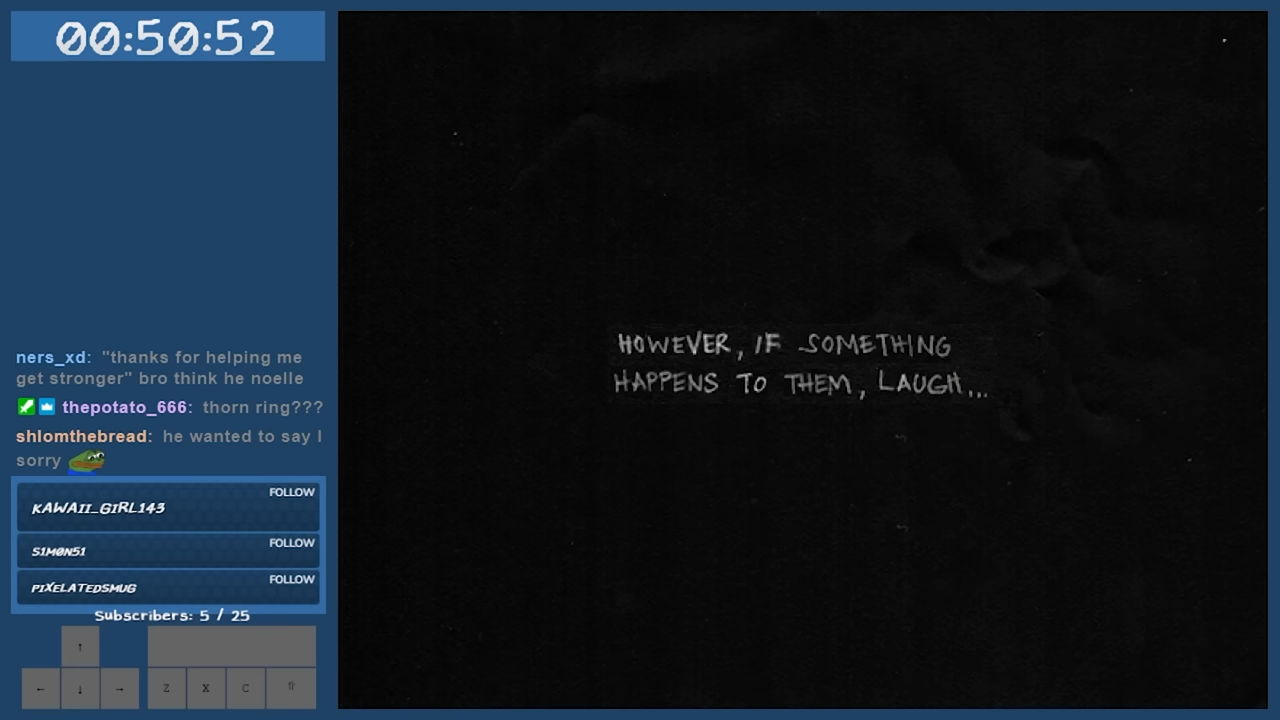 00:50:52
HOWEVER, IF SOMETHING
HAPPENS TO THEM, LAUGH...
ners_xd: "thanks for helping me
get stronger" bro think he noelle
thepotato_666: thorn ring???
shlomthebread: he wanted to say I
sorry
FOLLOW
KAWAII_GIRL143
FOLLOW
S1M0N51
FOLLOW
PIXELATEDSMUG
Subscribers: 5 / 25
↑
← ↓ → Z X C ⇧